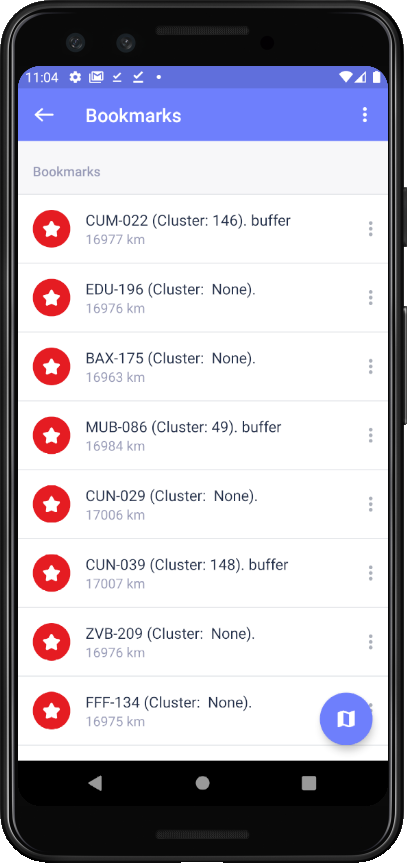 11:04
Bookmarks
Bookmarks
CUM-022 (Cluster: 146). buffer
16977 km
EDU-196 (Cluster:  None).
16976 km
BAX-175 (Cluster:  None).
16963 km
MUB-086 (Cluster: 49). buffer
16984 km
CUN-029 (Cluster:  None).
17006 km
CUN-039 (Cluster: 148). buffer
17007 km
ZVB-209 (Cluster:  None).
16976 km
FFF-134 (Cluster:  None).
16975 km